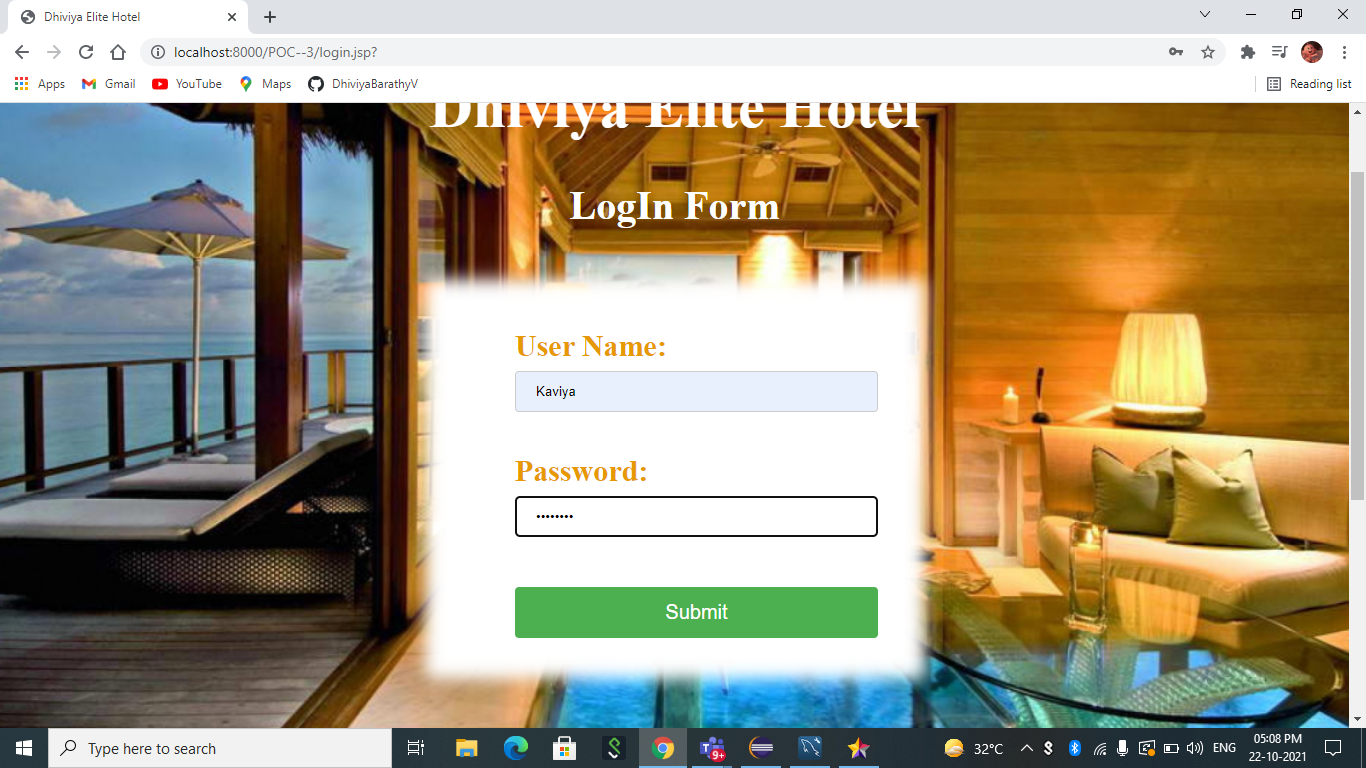 Dhiviya Elite Hotel
localhost:8000/POC--3/login.jsp?
Apps Gmail YouTube Maps DhiviyaBarathyV Reading list
Dhiviya Elite Hotel
LogIn Form
User Name:
Kaviya
Password:
••••••••
Submit
Type here to search
9+
32°C
ENG
05:08 PM
22-10-2021